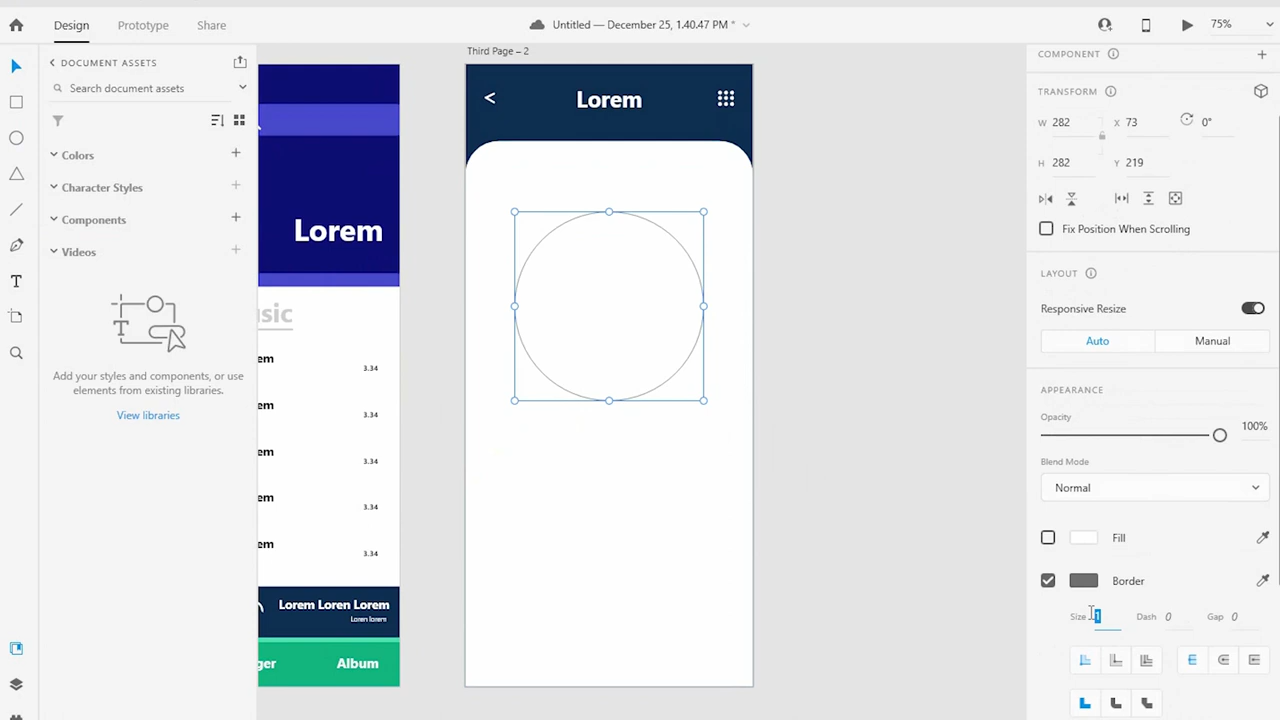 Design
Prototype
Share
Untitled — December 25, 1.40.47 PM *
75%
DOCUMENT ASSETS
Search document assets
Colors
Character Styles
Components
Videos
Add your styles and components, or use
elements from existing libraries.
View libraries
Lorem
usic
em
3.34
em
3.34
em
3.34
em
3.34
em
3.34
Lorem Loren Lorem
Loren lorem
ger
Album
Third Page – 2
<
Lorem
COMPONENT
TRANSFORM
W 282
X 73
0°
H 282
Y 219
Fix Position When Scrolling
LAYOUT
Responsive Resize
Auto
Manual
APPEARANCE
Opacity
100%
Blend Mode
Normal
Fill
Border
Size 1
Dash 0
Gap 0